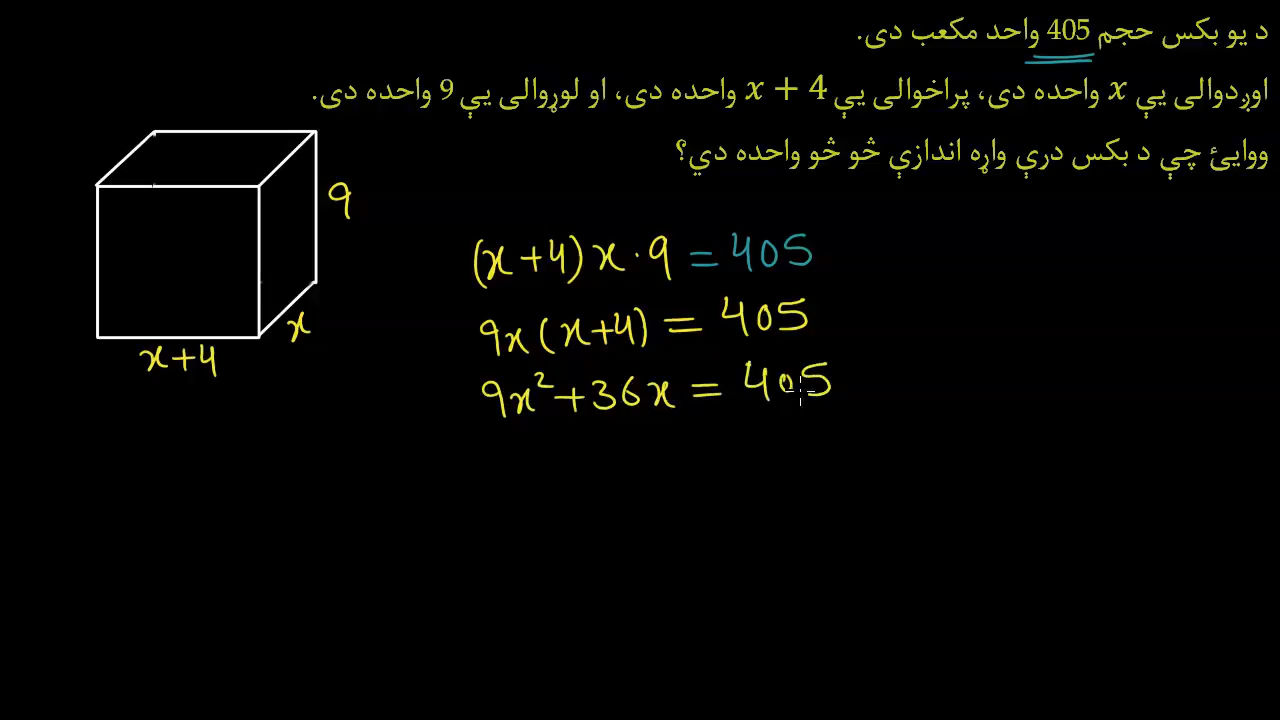 د يو بکس حجم 405 واحد مکعب دی.
اوږدوالی يې x واحده دی، پراخوالی يې x + 4 واحده دی، او لوړوالی يې 9 واحده دی.
ووايئ چې د بکس درې واړه اندازې څو څو واحده دي؟
9
x
x+4
(x+4) x · 9 = 405
9x (x+4) = 405
9x² + 36x = 405